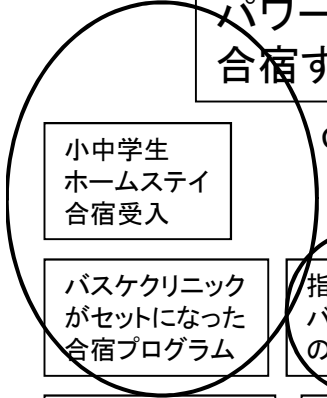 パワー
合宿す
小中学生
ホームステイ
合宿受入
バスケクリニック
がセットになった
合宿プログラム
指
バ
の